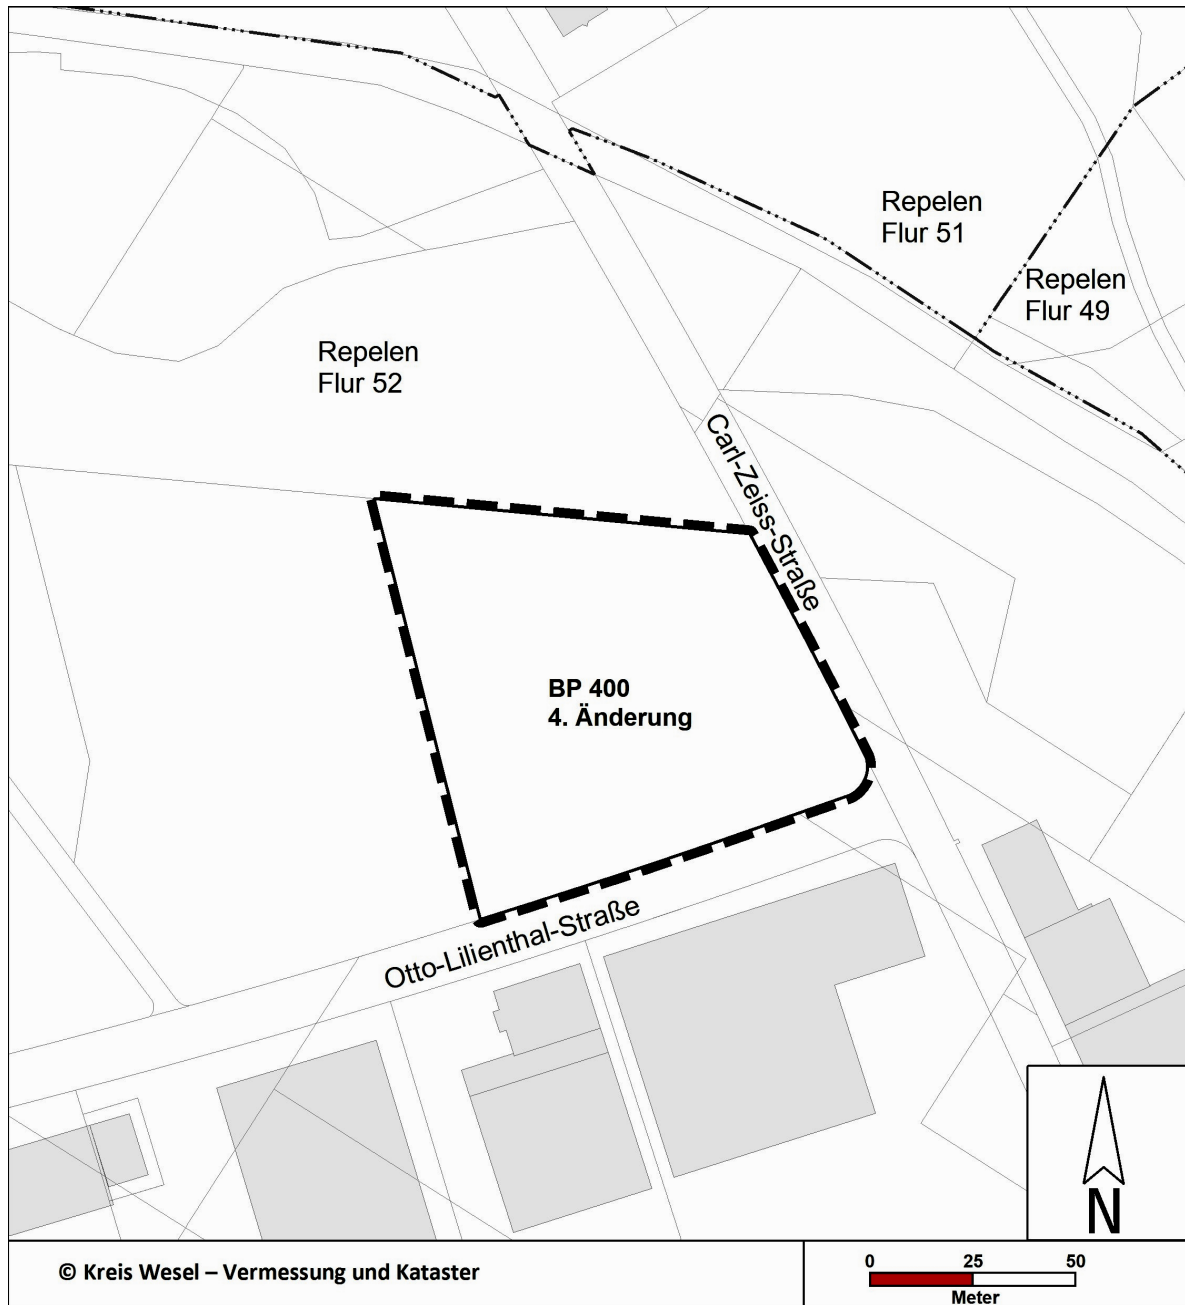 Repelen
Flur 51
Repelen
Flur 49
Repelen
Flur 52
Carl-Zeiss-Straße
BP 400
4. Änderung
Otto-Lilienthal-Straße
N
© Kreis Wesel – Vermessung und Kataster
0 25 50
Meter